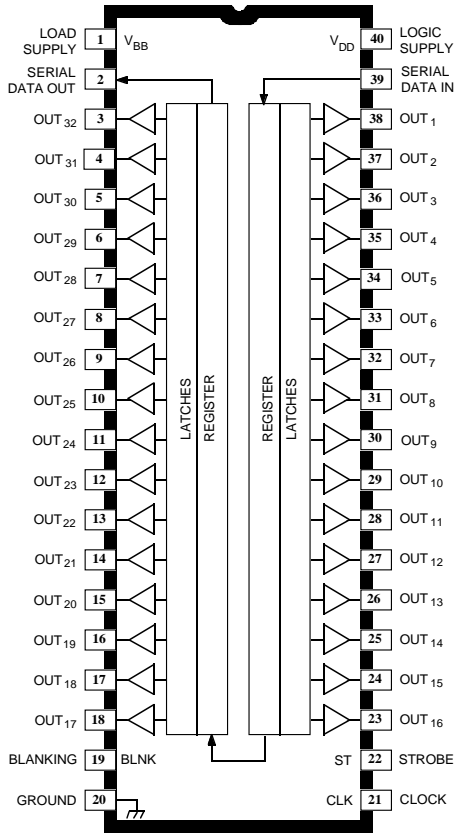 LOAD SUPPLY 1 V_BB V_DD 40 LOGIC SUPPLY
SERIAL DATA OUT 2 39 SERIAL DATA IN
OUT32 3 38 OUT1
OUT31 4 37 OUT2
OUT30 5 36 OUT3
OUT29 6 35 OUT4
OUT28 7 34 OUT5
OUT27 8 33 OUT6
OUT26 9 32 OUT7
OUT25 10 31 OUT8
OUT24 11 30 OUT9
OUT23 12 29 OUT10
OUT22 13 28 OUT11
OUT21 14 27 OUT12
OUT20 15 26 OUT13
OUT19 16 25 OUT14
OUT18 17 24 OUT15
OUT17 18 23 OUT16
LATCHES
REGISTER
REGISTER
LATCHES
BLANKING 19 BLNK ST 22 STROBE
GROUND 20 CLK 21 CLOCK